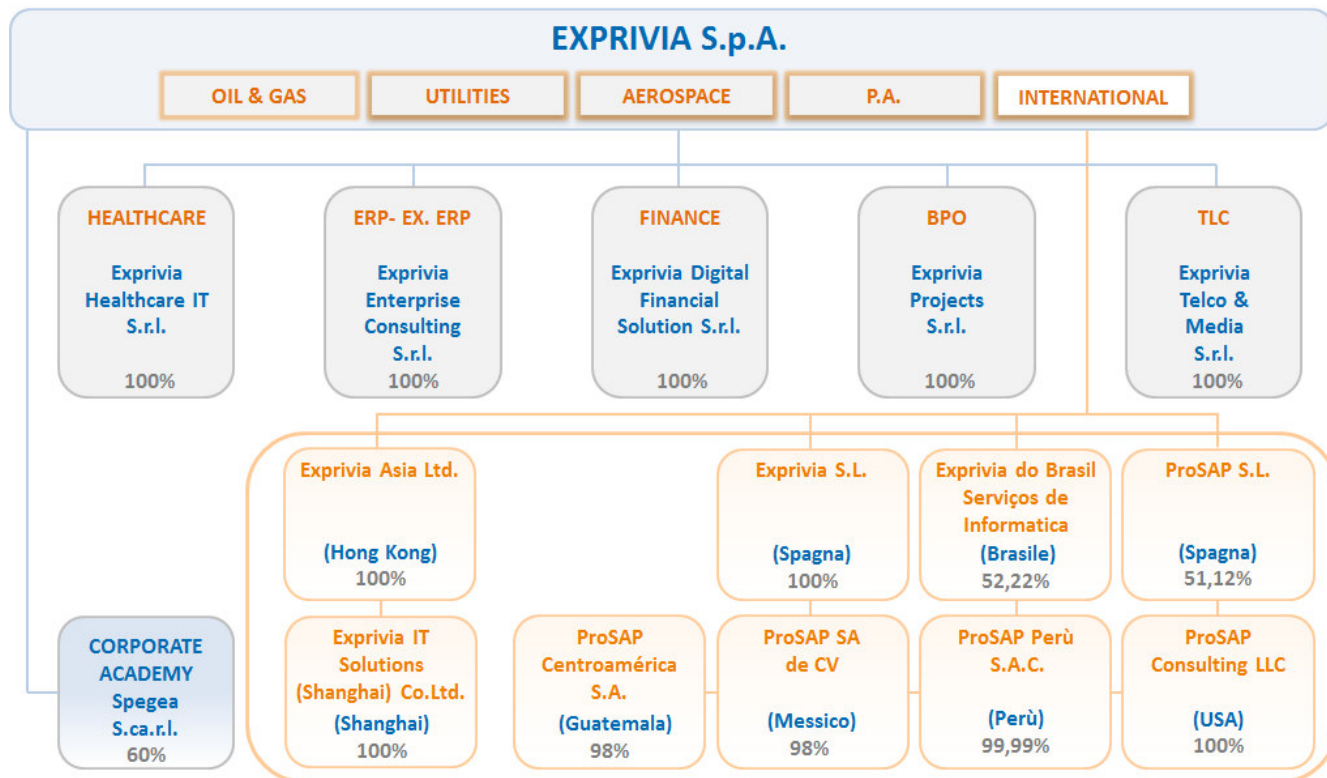 EXPRIVIA S.p.A.
OIL & GAS
UTILITIES
AEROSPACE
P.A.
INTERNATIONAL
HEALTHCARE
Exprivia
Healthcare IT
S.r.l.
100%
ERP- EX. ERP
Exprivia
Enterprise
Consulting
S.r.l.
100%
FINANCE
Exprivia Digital
Financial
Solution S.r.l.
100%
BPO
Exprivia
Projects
S.r.l.
100%
TLC
Exprivia
Telco &
Media
S.r.l.
100%
Exprivia Asia Ltd.
(Hong Kong)
100%
Exprivia S.L.
(Spagna)
100%
Exprivia do Brasil
Serviços de
Informatica
(Brasile)
52,22%
ProSAP S.L.
(Spagna)
51,12%
CORPORATE
ACADEMY
Spegea
S.ca.r.l.
60%
Exprivia IT
Solutions
(Shanghai) Co.Ltd.
(Shanghai)
100%
ProSAP
Centroamérica
S.A.
(Guatemala)
98%
ProSAP SA
de CV
(Messico)
98%
ProSAP Perù
S.A.C.
(Perù)
99,99%
ProSAP
Consulting LLC
(USA)
100%